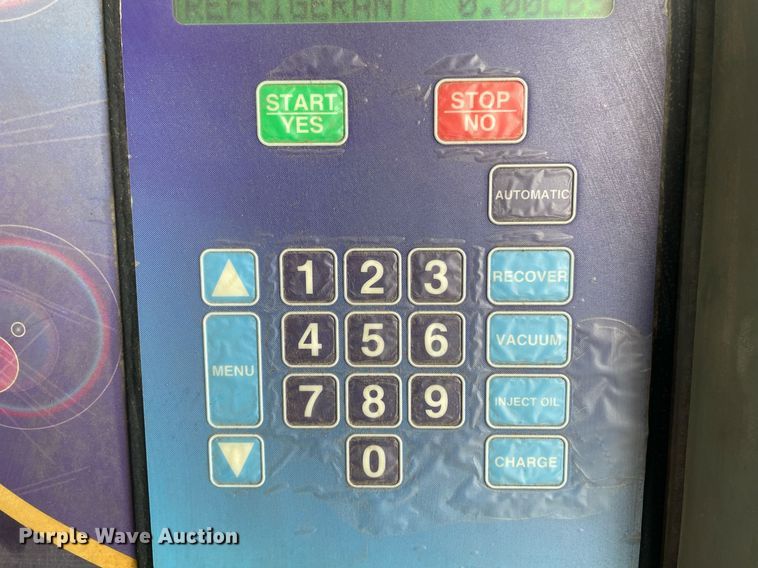 REFRIGERANT 0.00LBS
START STOP
YES NO
AUTOMATIC
1 2 3 RECOVER
4 5 6 VACUUM
MENU
7 8 9 INJECT OIL
0 CHARGE
Purple Wave Auction